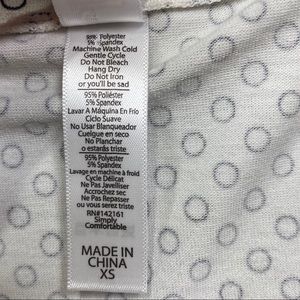 95% Polyester
5% Spandex
Machine Wash Cold
Gentle Cycle
Do Not Bleach
Hang Dry
Do Not Iron
or you'll be sad
95% Poliéster
5% Spandex
Lavar A Máquina En Frío
Ciclo Suave
No Usar Blanqueador
Cuelgue en seco
No Planchar
o estarás triste
95% Polyester
5% Spandex
Lavage en machine à froid
Cycle Délicat
Ne Pas Javelliser
Accrochez sec
Ne Pas Repasser
ou vous serez triste
RN#142161
Simply
Comfortable
MADE IN
CHINA
XS